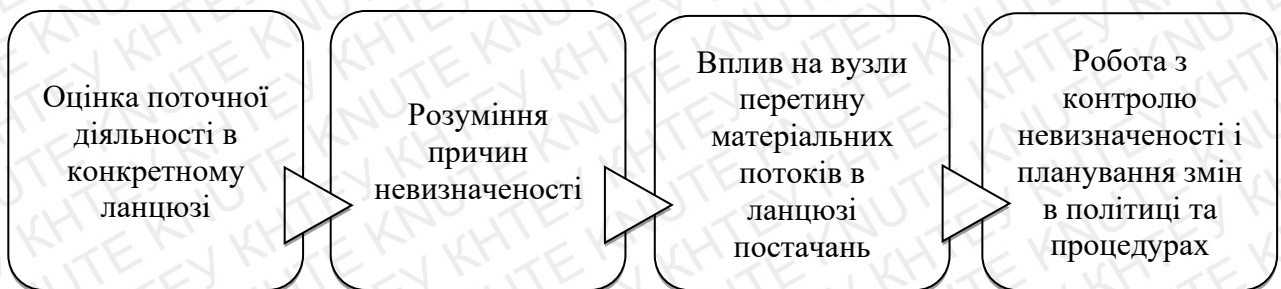 Оцінка поточної
діяльності в
конкретному
ланцюзі
Розуміння
причин
невизначеності
Вплив на вузли
перетину
матеріальних
потоків в
ланцюзі
постачань
Робота з
контролю
невизначеності і
планування змін
в політиці та
процедурах